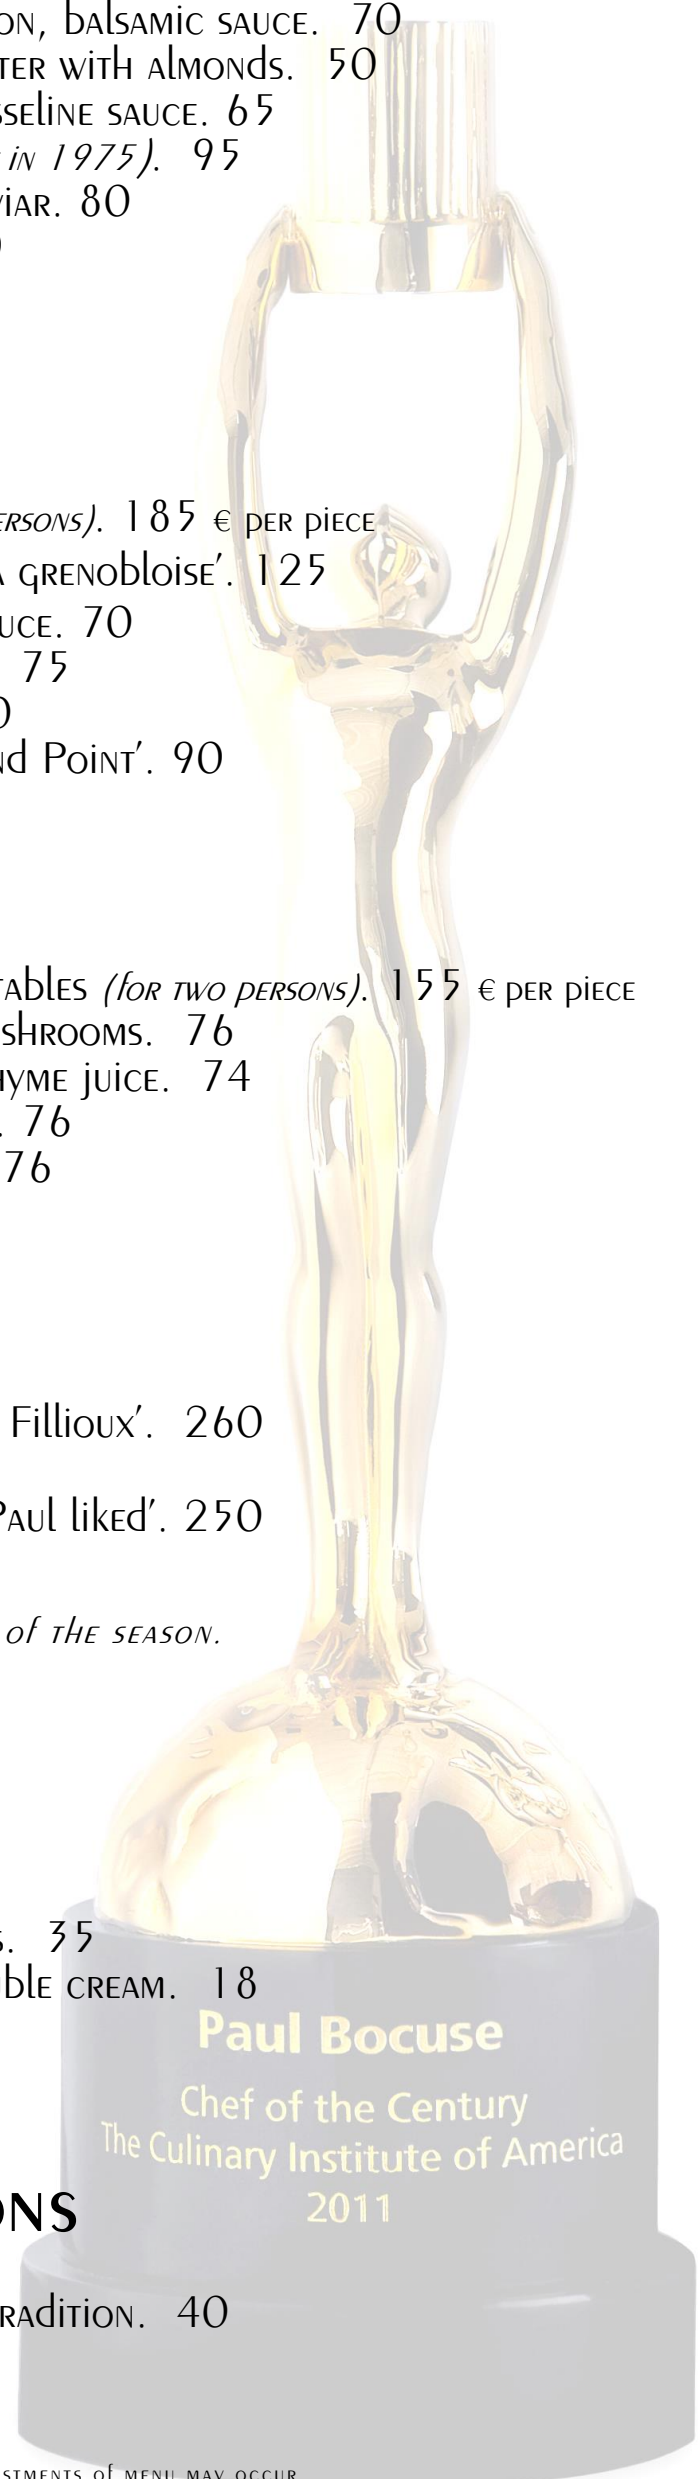 ON, balsamic sauce. 70
TER with almonds. 50
sseline sauce. 65
in 1975). 95
viar. 80
ersons). 185 € per piece
à grenobloise’. 125
uce. 70
75
nd Point’. 90
tables (for two persons). 155 € per piece
shrooms. 76
hyme juice. 74
. 76
76
Fillioux’. 260
Paul liked’. 250
of the season.
s. 35
uble cream. 18
Paul Bocuse
Chef of the Century
The Culinary Institute of America
2011
ONS
radition. 40
stments of menu may occur